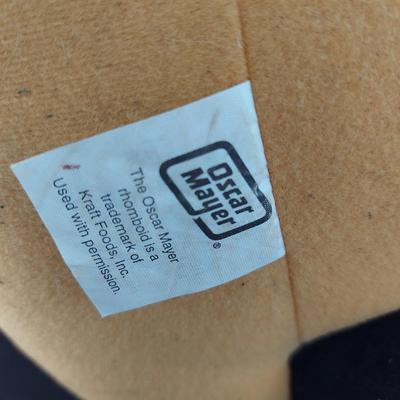 Oscar
Mayer
®
The Oscar Mayer
rhomboid is a
trademark of
Kraft Foods, Inc.
Used with permission.